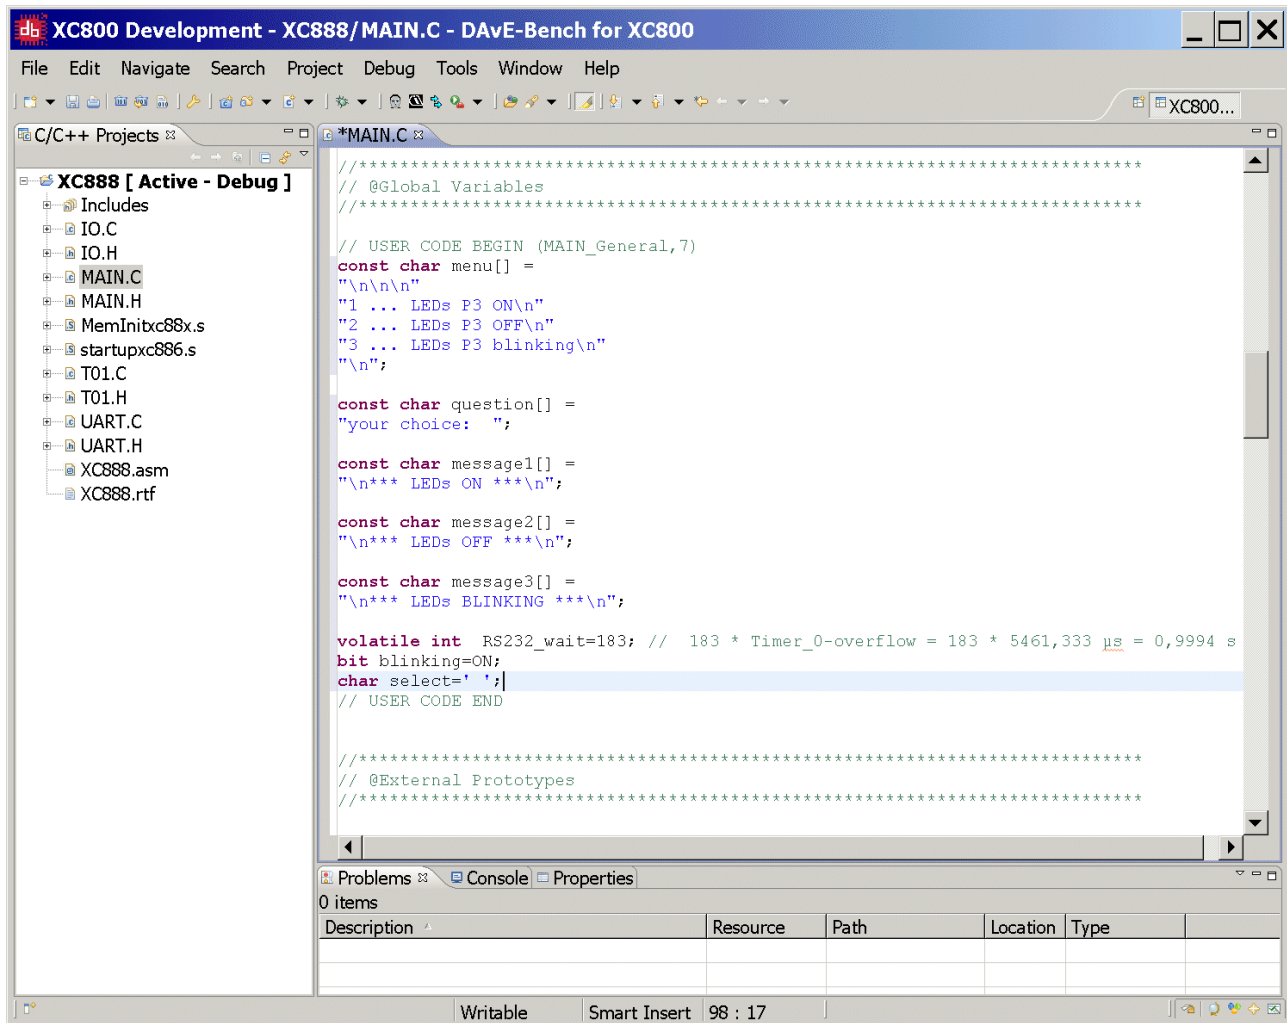 XC800 Development - XC888/MAIN.C - DAvE-Bench for XC800
File Edit Navigate Search Project Debug Tools Window Help
XC800...
C/C++ Projects
*MAIN.C
XC888 [ Active - Debug ]
Includes
IO.C
IO.H
MAIN.C
MAIN.H
MemInitxc88x.s
startupxc886.s
T01.C
T01.H
UART.C
UART.H
XC888.asm
XC888.rtf
//****************************************************************************
// @Global Variables
//****************************************************************************
// USER CODE BEGIN (MAIN_General,7)
const char menu[] =
"\n\n\n"
"1 ... LEDs P3 ON\n"
"2 ... LEDs P3 OFF\n"
"3 ... LEDs P3 blinking\n"
"\n";
const char question[] =
"your choice:  ";
const char message1[] =
"\n*** LEDs ON ***\n";
const char message2[] =
"\n*** LEDs OFF ***\n";
const char message3[] =
"\n*** LEDs BLINKING ***\n";
volatile int  RS232_wait=183; //  183 * Timer_0-overflow = 183 * 5461,333 µs = 0,9994 s
bit blinking=ON;
char select=' ';
// USER CODE END
//****************************************************************************
// @External Prototypes
//****************************************************************************
Problems Console Properties
0 items
Description Resource Path Location Type
Writable Smart Insert 98 : 17